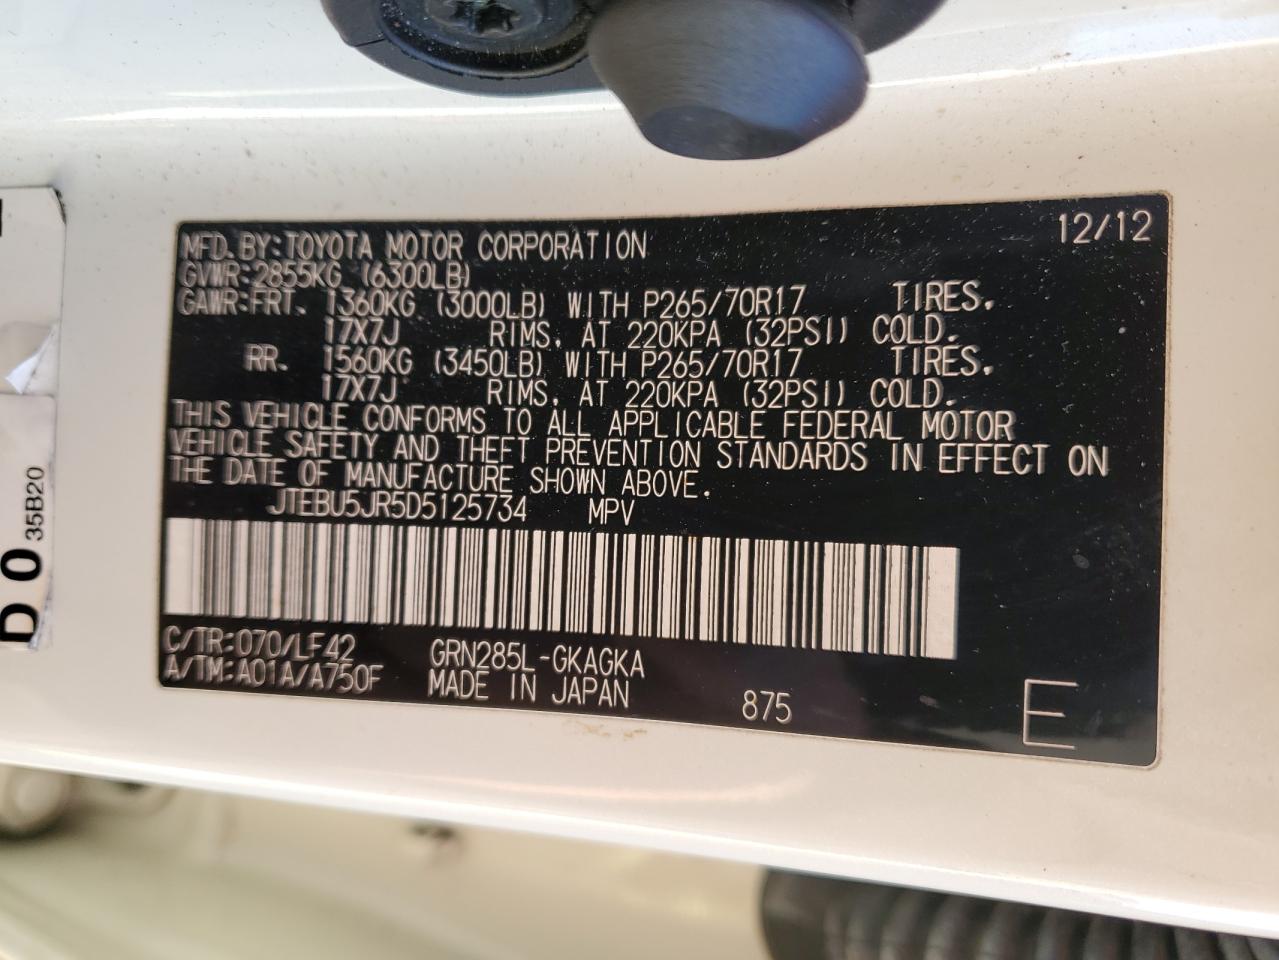 12/12
MFD. BY: TOYOTA MOTOR CORPORATION
GVWR: 2855KG (6300LB)
GAWR: FRT. 1360KG (3000LB) WITH P265/70R17 TIRES.
17X7J RIMS, AT 220KPA (32PSI) COLD.
RR. 1560KG (3450LB) WITH P265/70R17 TIRES.
17X7J RIMS, AT 220KPA (32PSI) COLD.
THIS VEHICLE CONFORMS TO ALL APPLICABLE FEDERAL MOTOR
VEHICLE SAFETY AND THEFT PREVENTION STANDARDS IN EFFECT ON
THE DATE OF MANUFACTURE SHOWN ABOVE.
JTEBU5JR5D5125734 MPV
C/TR: 070/LF42 GRN285L-GKAGKA
A/TM: A01A/A750F MADE IN JAPAN 875
E
D 0
35B20